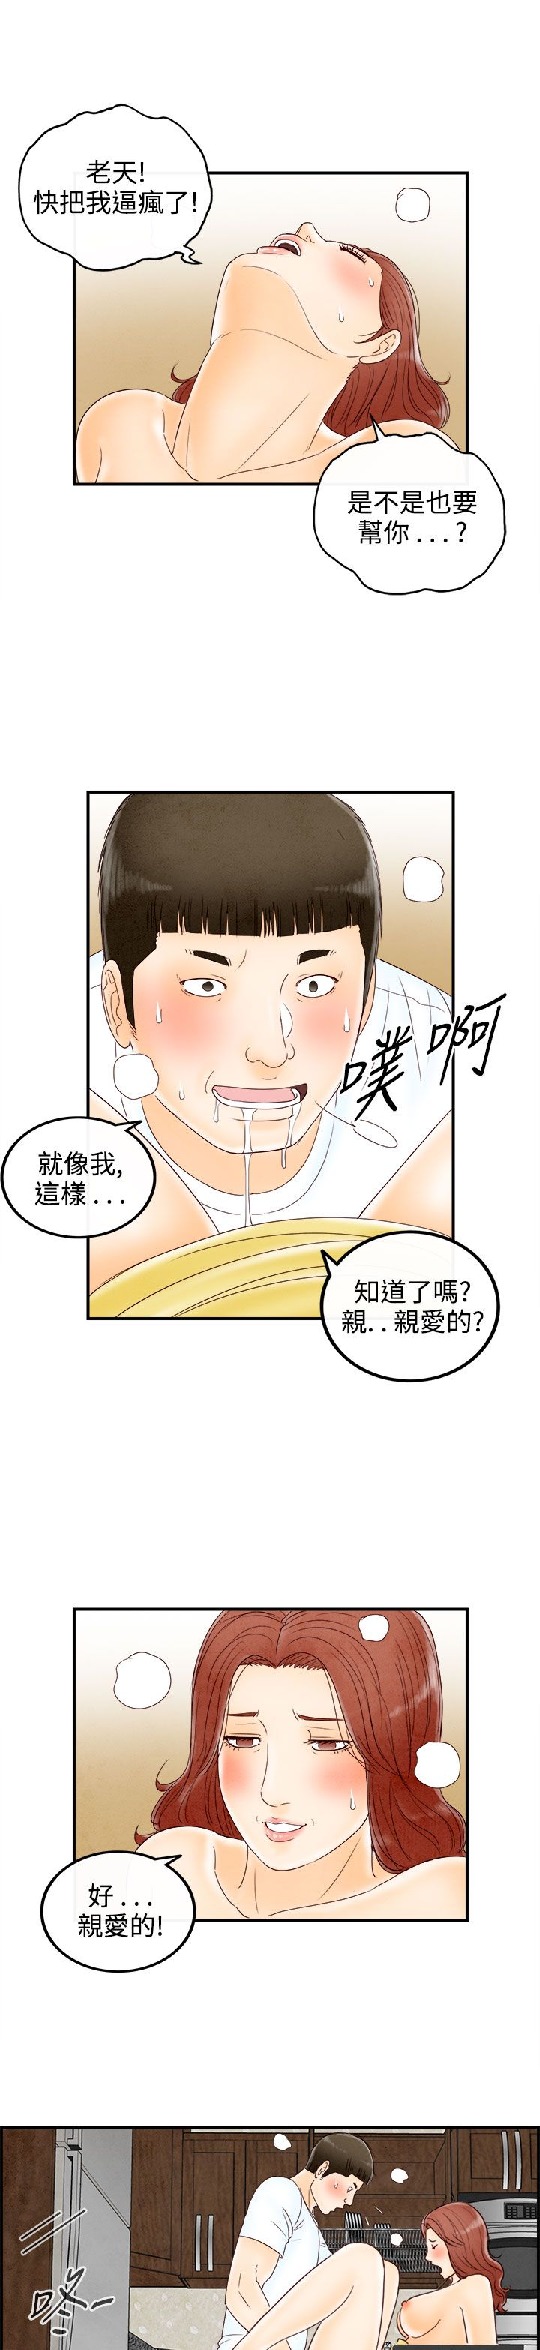 老天!
快把我逼瘋了!
是不是也要
幫你...?
噗啊
就像我,
這樣...
知道了嗎?
親..親愛的?
好...
親愛的!
咚-